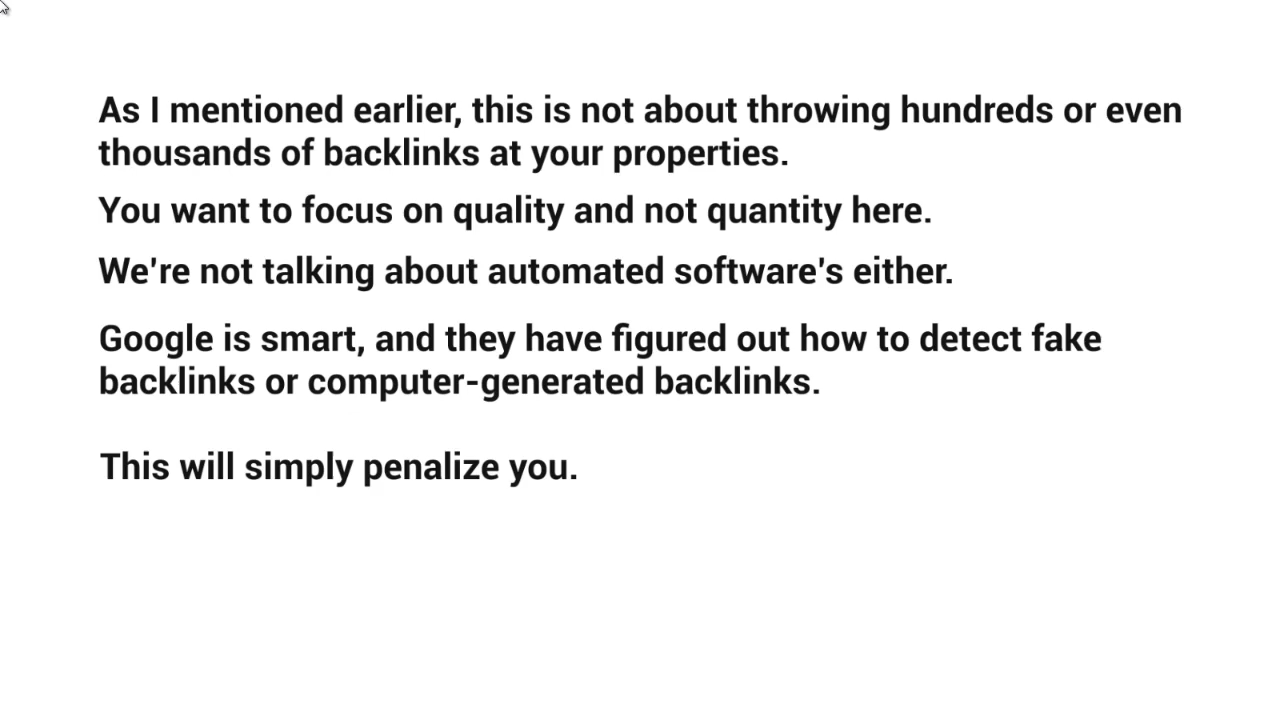 As I mentioned earlier, this is not about throwing hundreds or even
thousands of backlinks at your properties.
You want to focus on quality and not quantity here.
We're not talking about automated software's either.
Google is smart, and they have figured out how to detect fake
backlinks or computer-generated backlinks.
This will simply penalize you.